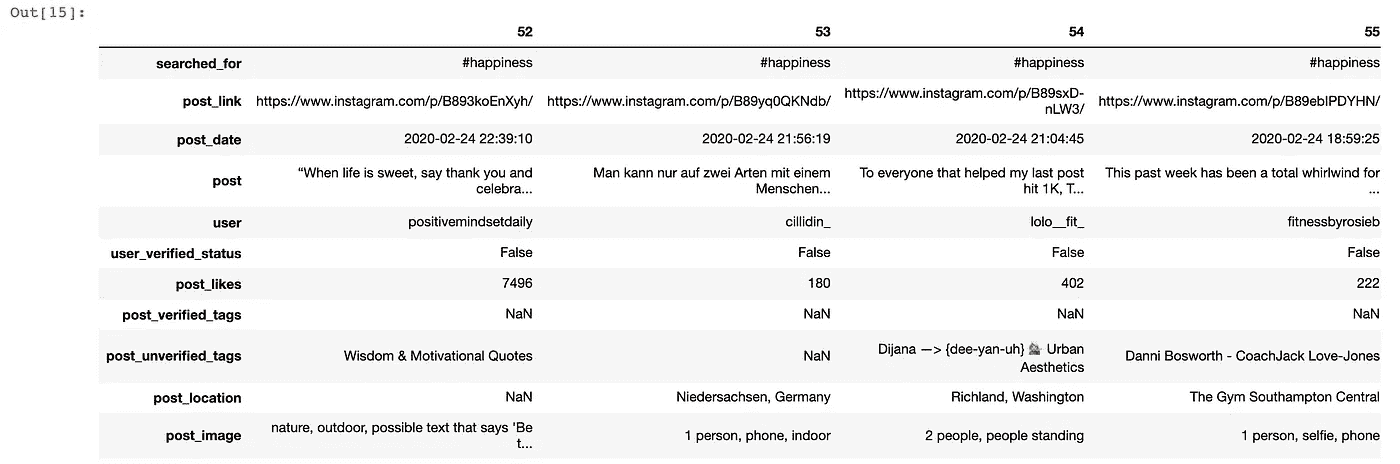 Out[15]:
52 53 54 55
searched_for #happiness #happiness #happiness #happiness
post_link https://www.instagram.com/p/B893koEnXyh/ https://www.instagram.com/p/B89yq0QKNdb/ https://www.instagram.com/p/B89sxD-
nLW3/ https://www.instagram.com/p/B89ebIPDYHN/
post_date 2020-02-24 22:39:10 2020-02-24 21:56:19 2020-02-24 21:04:45 2020-02-24 18:59:25
post “When life is sweet, say thank you and
celebra... Man kann nur auf zwei Arten mit einem
Menschen... To everyone that helped my last post
hit 1K, T... This past week has been a total whirlwind for
...
user positivemindsetdaily cillidin_ lolo__fit_ fitnessbyrosieb
user_verified_status False False False False
post_likes 7496 180 402 222
post_verified_tags NaN NaN NaN NaN
post_unverified_tags Wisdom & Motivational Quotes NaN Dijana —> {dee-yan-uh} Urban
Aesthetics Danni Bosworth - CoachJack Love-Jones
post_location NaN Niedersachsen, Germany Richland, Washington The Gym Southampton Central
post_image nature, outdoor, possible text that says 'Be
t... 1 person, phone, indoor 2 people, people standing 1 person, selfie, phone